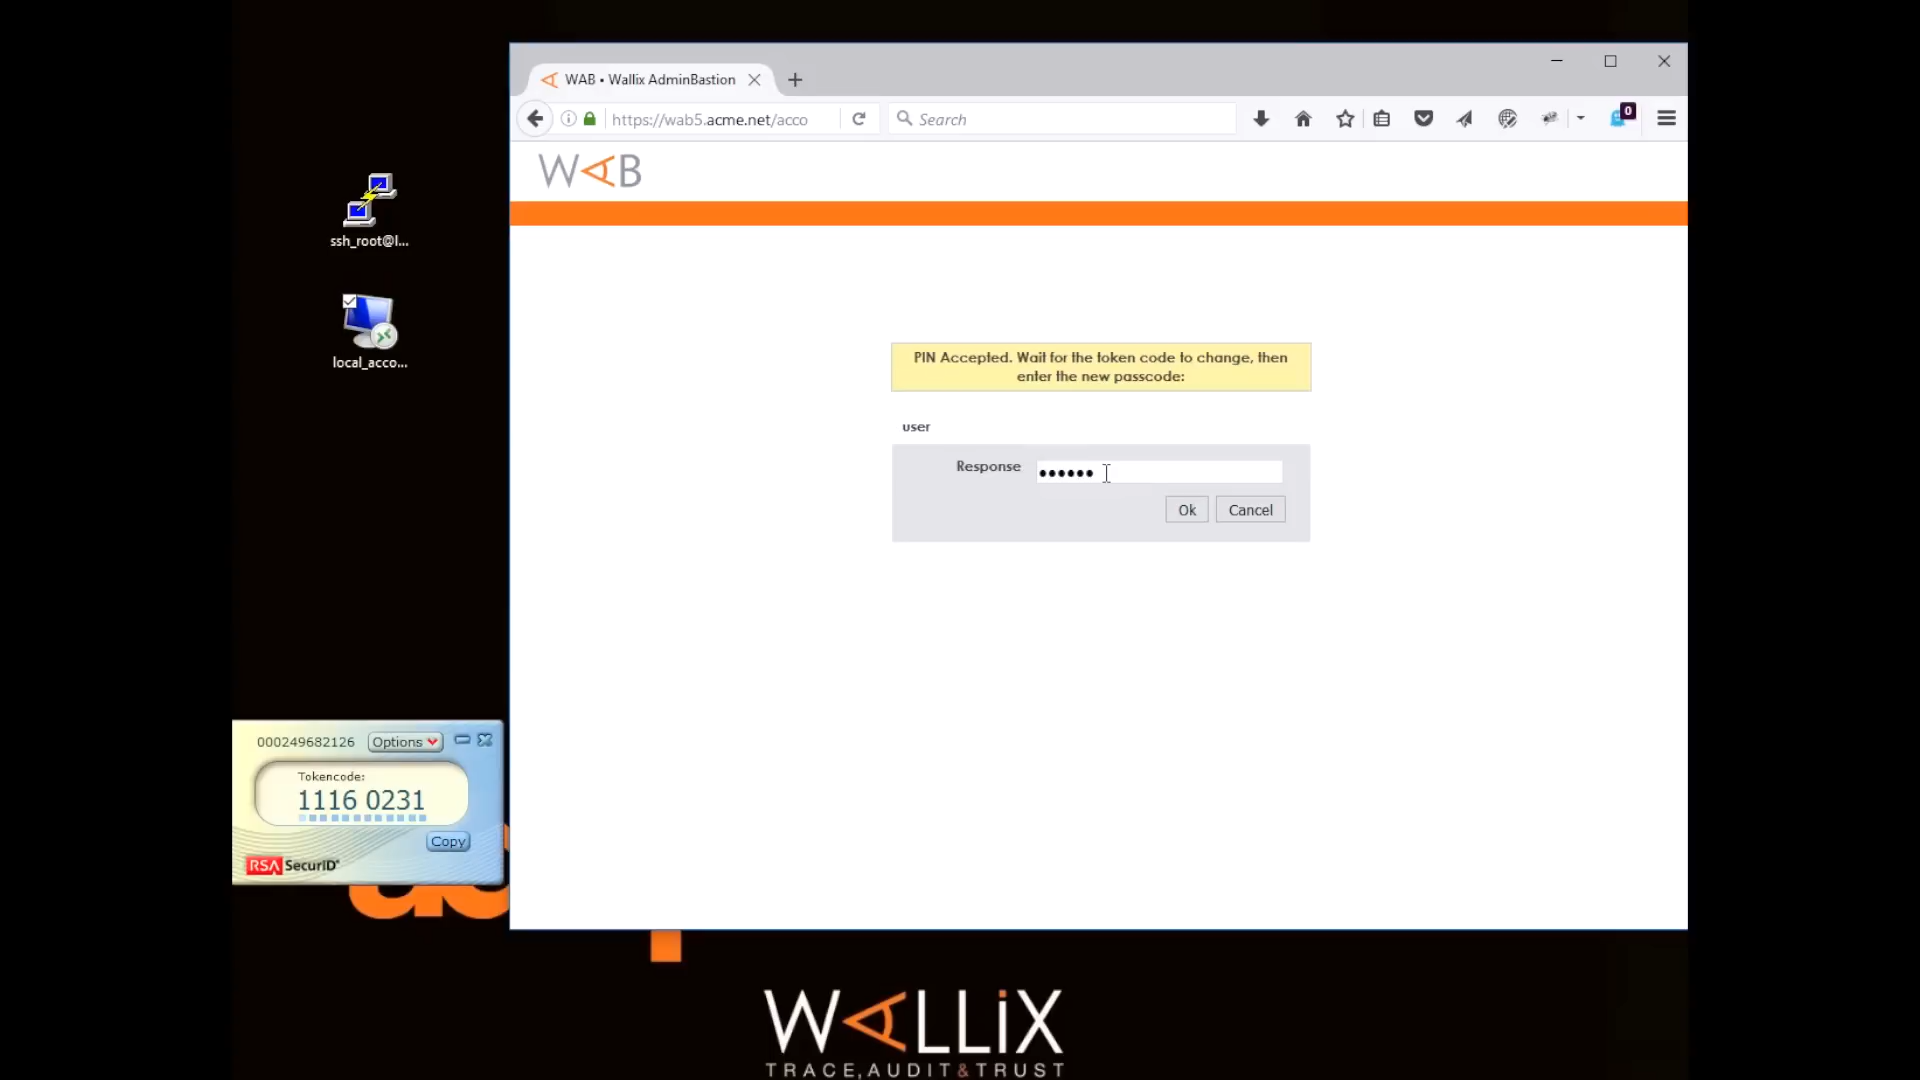 WAB • Wallix AdminBastion
https://wab5.acme.net/acco
Search
0
WAB
ssh_root@l...
local_acco...
PIN Accepted. Wait for the token code to change, then
enter the new passcode:
user
Response
••••••
Ok
Cancel
000249682126
Options
Tokencode:
1116 0231
Copy
RSA SecurID®
WALLiX
TRACE,AUDIT&TRUST